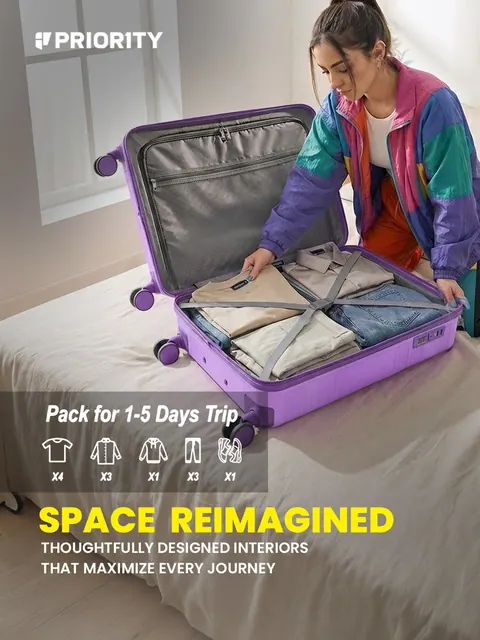 PRIOR1TY
Pack for 1-5 Days Trip
X4 X3 X1 X3 X1
SPACE REIMAGINED
THOUGHTFULLY DESIGNED INTERIORS
THAT MAXIMIZE EVERY JOURNEY